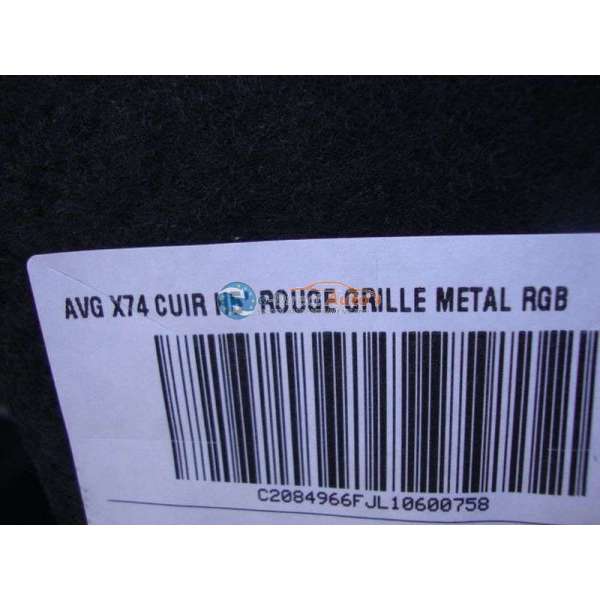 AVG X74 CUIR ROUGE GRILLE METAL RGB
C2084966FJL10600758